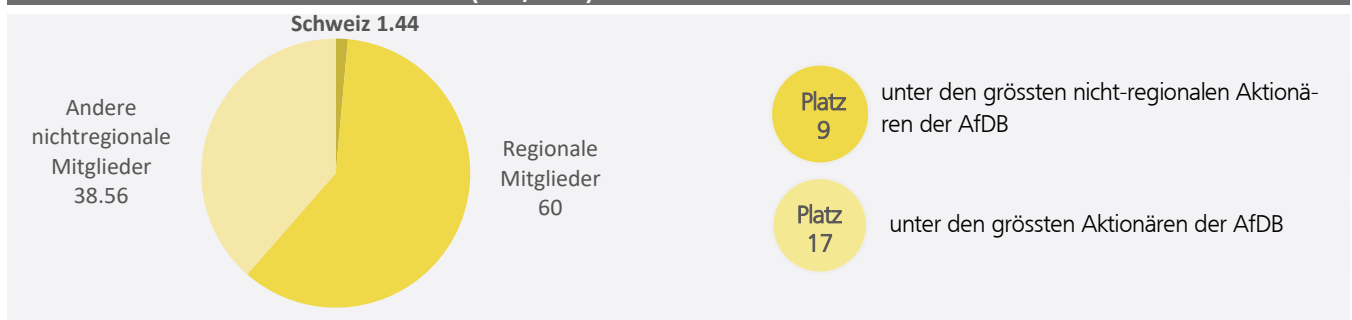 Schweiz 1.44
Andere
nichtregionale
Mitglieder
38.56
Regionale
Mitglieder
60
Platz
9
unter den grössten nicht-regionalen Aktionä-
ren der AfDB
Platz
17
unter den grössten Aktionären der AfDB